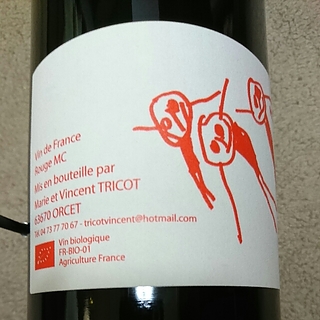 Vin de France
Rouge MC
Mis en bouteille par
Marie et Vincent TRICOT
63670 ORCET
Tél. 04 73 77 70 67 - tricotvincent@hotmail.com
Vin biologique
FR-BIO-01
Agriculture France